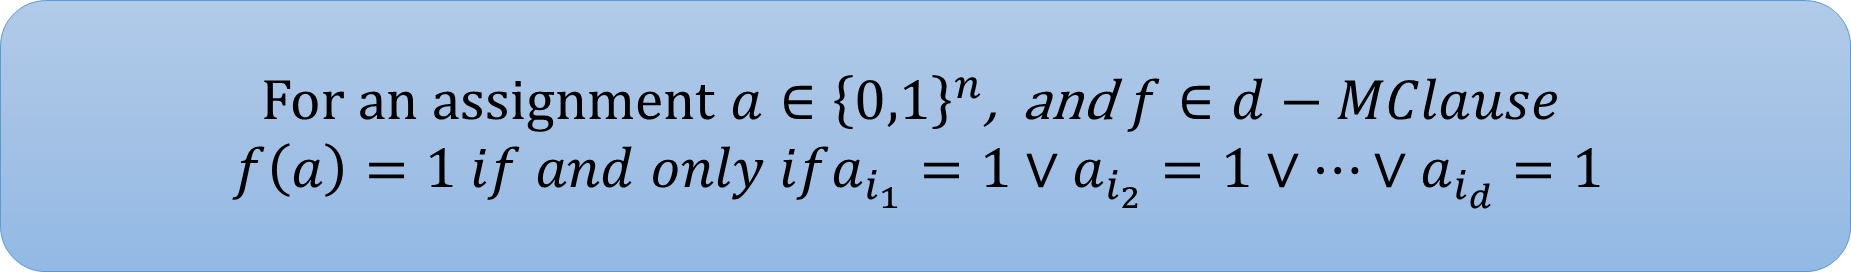 For an assignment a ∈ {0,1}ⁿ, and f ∈ d − MClause
f(a) = 1 if and only if a_{i_1} = 1 ∨ a_{i_2} = 1 ∨ ⋯ ∨ a_{i_d} = 1